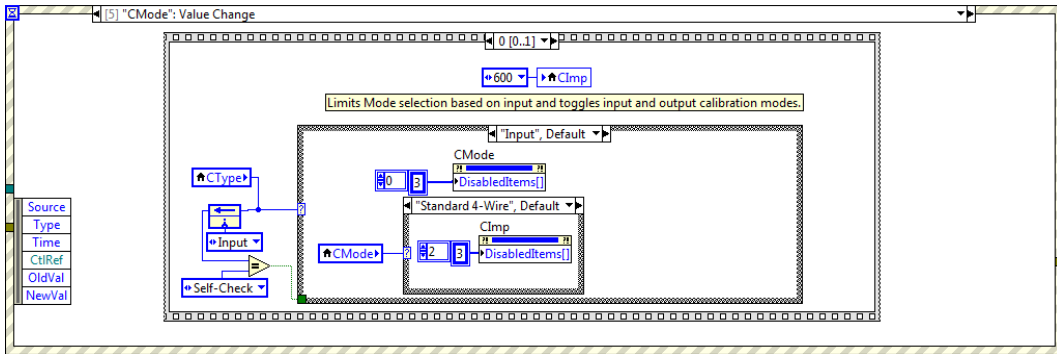 [5] "CMode": Value Change
0 [0..1]
600
CImp
Limits Mode selection based on input and toggles input and output calibration modes.
"Input", Default
CMode
CType
0
3
DisabledItems[]
"Standard 4-Wire", Default
Source
Type
Time
CtlRef
OldVal
NewVal
Input
CImp
CMode
?
?
2
3
DisabledItems[]
=
Self-Check